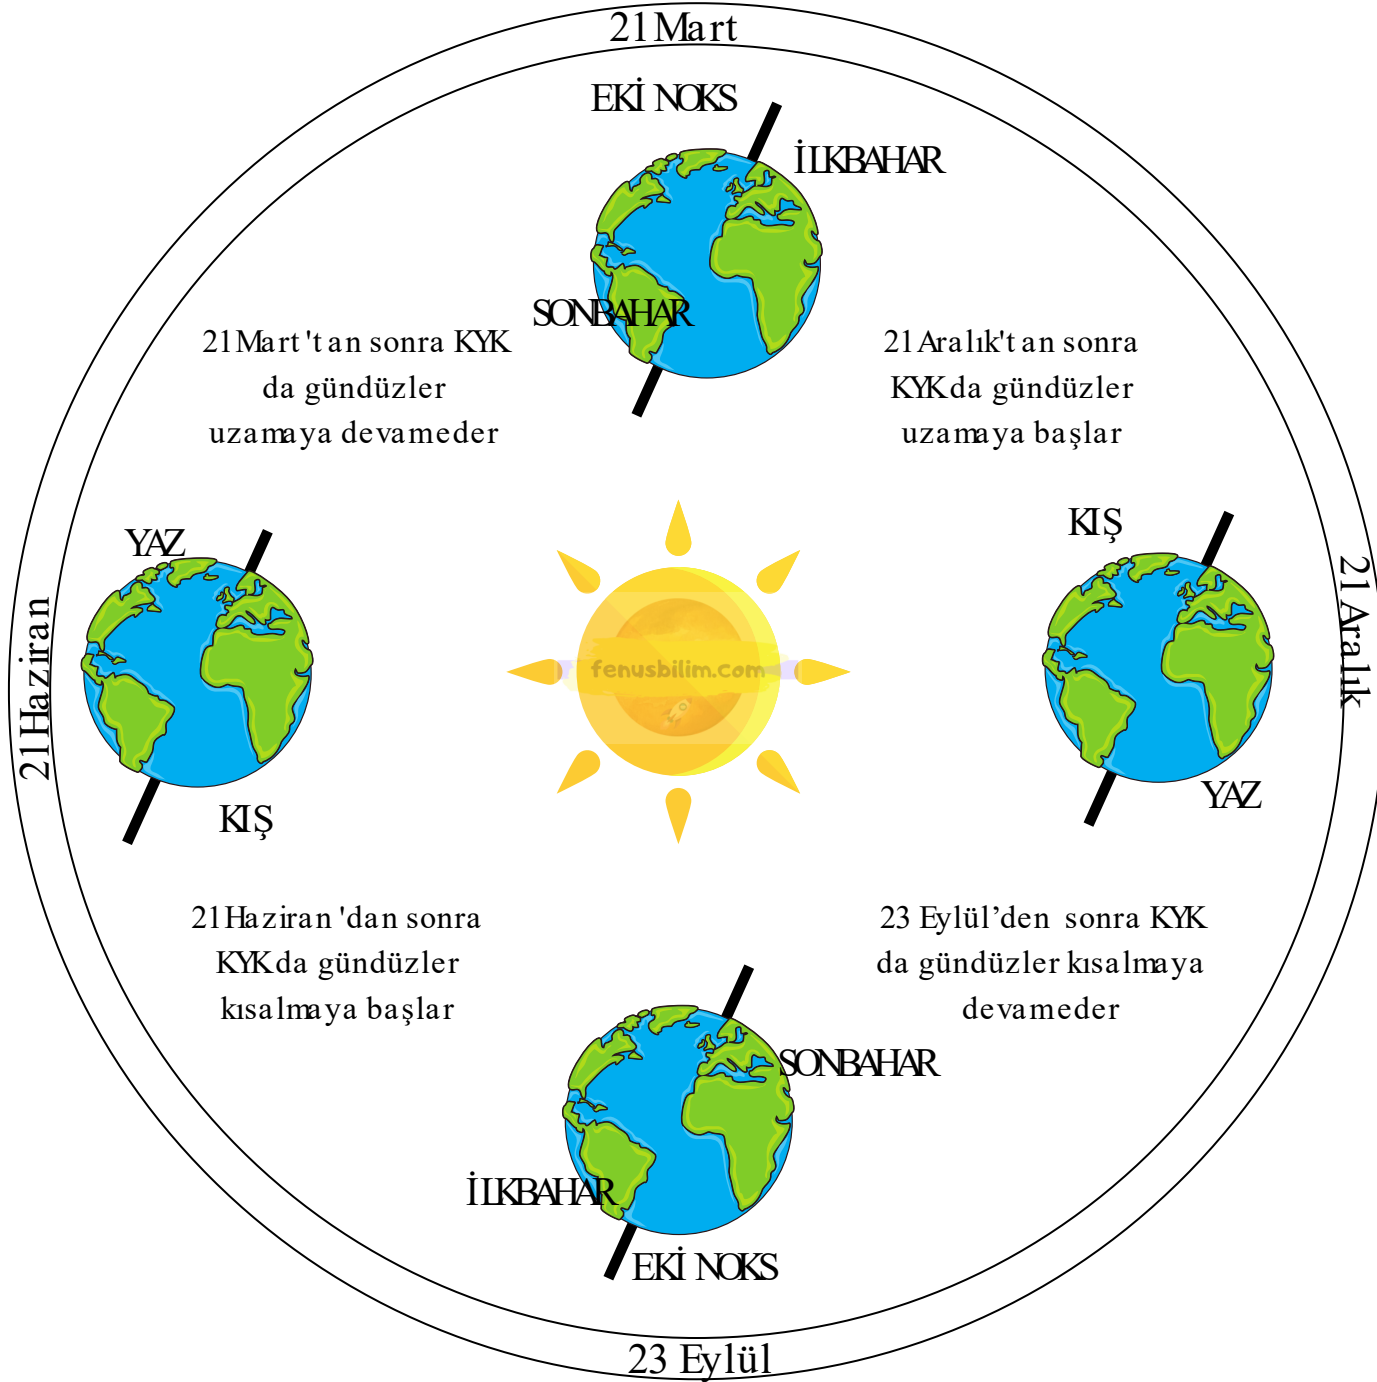 21 Mart
EKİNOKS
İLKBAHAR
SONBAHAR
21 Mart'tan sonra KYK
da gündüzler
uzamaya devam eder
21 Aralık'tan sonra
KYK da gündüzler
uzamaya başlar
YAZ
KIŞ
21 Haziran
fenusbilim.com
21 Aralık
KIŞ
YAZ
21 Haziran 'dan sonra
KYK da gündüzler
kısalmaya başlar
23 Eylül’den sonra KYK
da gündüzler kısalmaya
devam eder
SONBAHAR
İLKBAHAR
EKİNOKS
23 Eylül